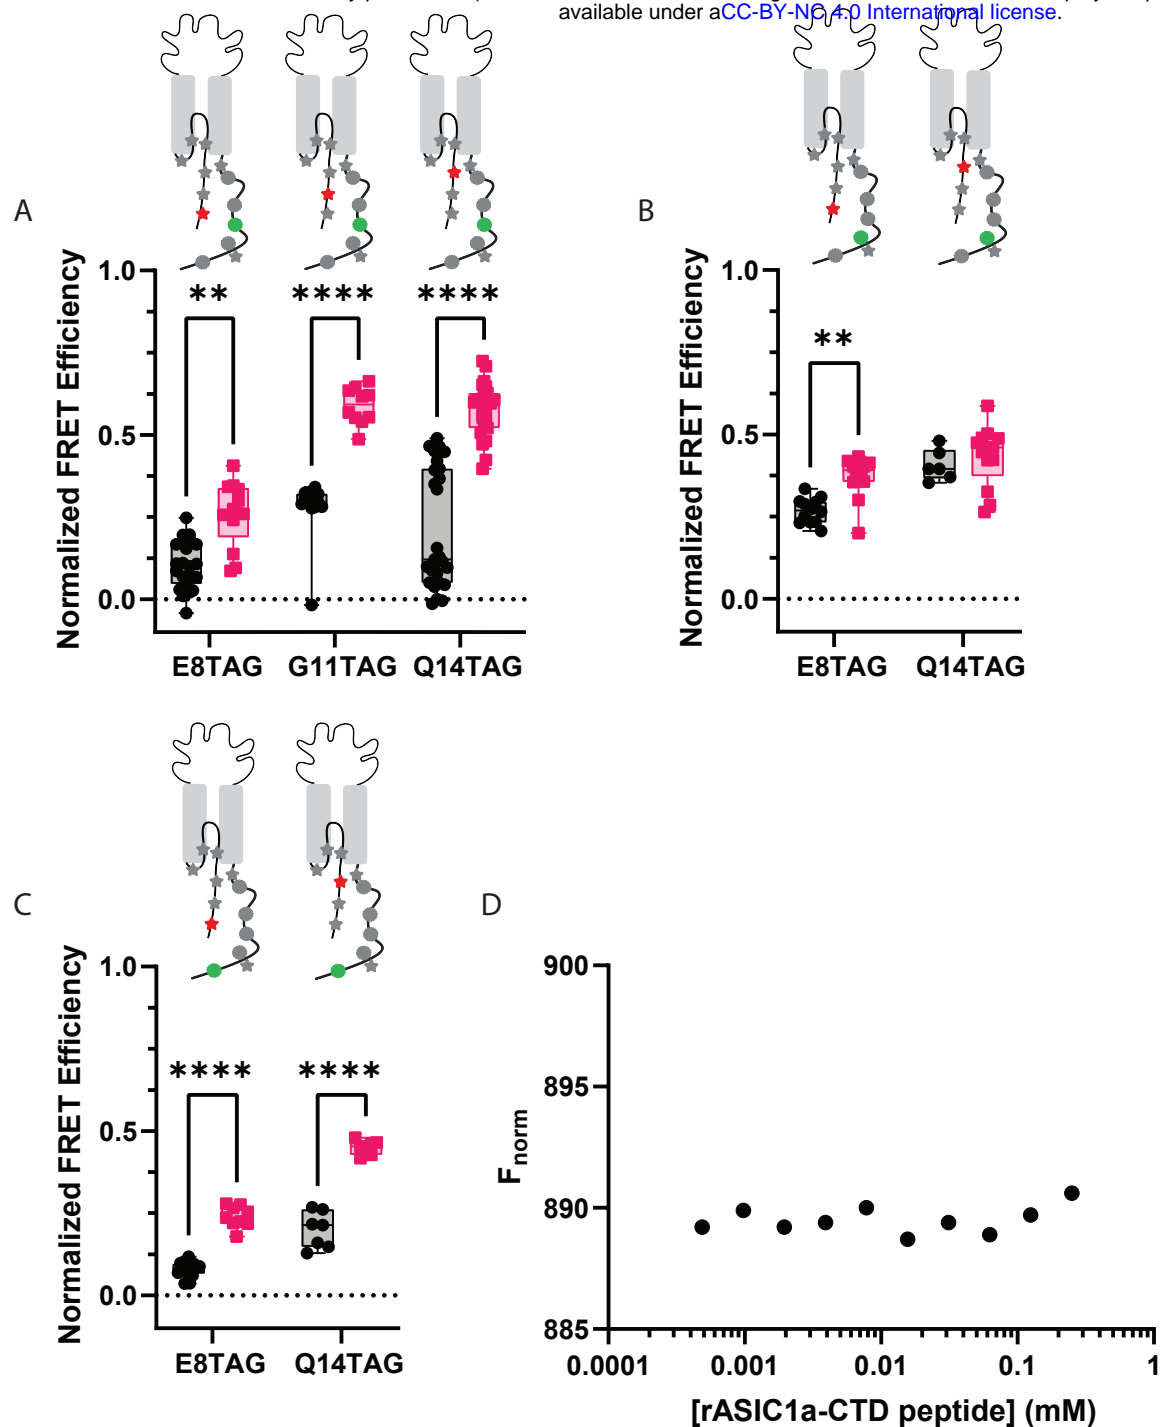 available under aCC-BY-NC 4.0 International license.
A
Normalized FRET Efficiency
1.0
0.5
0.0
**
****
****
E8TAG
G11TAG
Q14TAG
B
Normalized FRET Efficiency
1.0
0.5
0.0
**
E8TAG
Q14TAG
C
Normalized FRET Efficiency
1.0
0.5
0.0
****
****
E8TAG
Q14TAG
D
Fnorm
900
895
890
885
0.0001
0.001
0.01
0.1
1
[rASIC1a-CTD peptide] (mM)